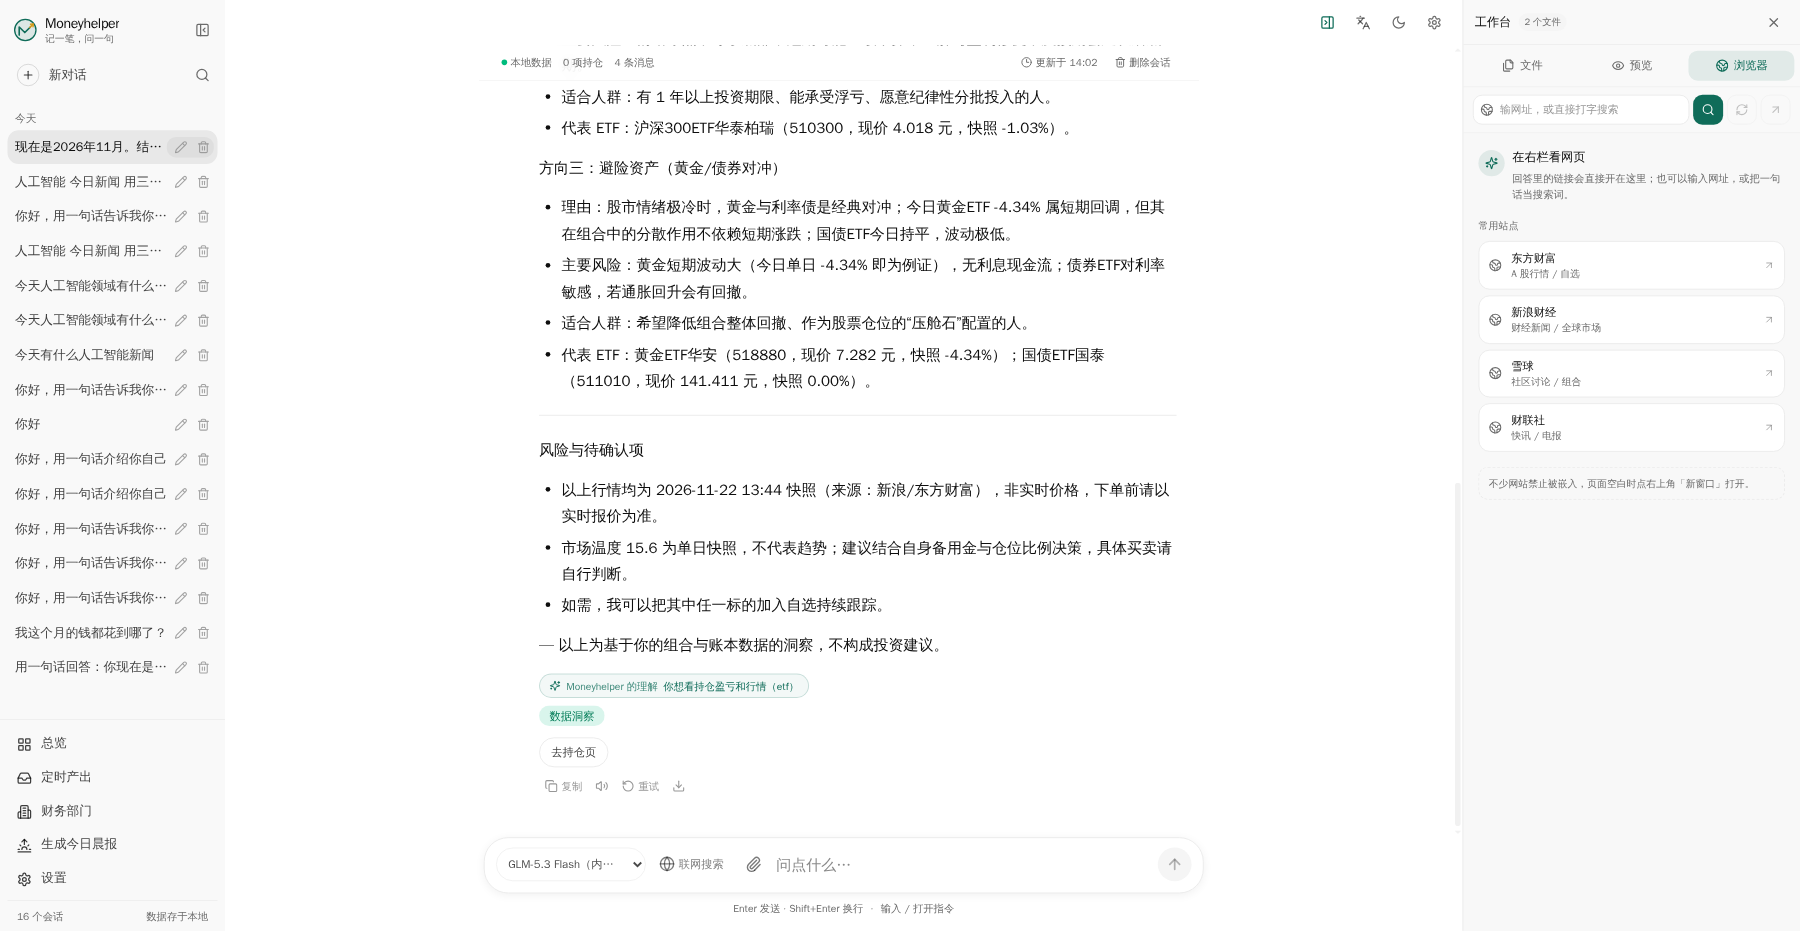 Moneyhelper
记一笔，问一句
新对话
今天
现在是2026年11月。结…
人工智能 今日新闻 用三…
你好，用一句话告诉我你…
人工智能 今日新闻 用三…
今天人工智能领域有什么…
今天人工智能领域有什么…
今天有什么人工智能新闻
你好，用一句话告诉我你…
你好
你好，用一句话介绍你自己
你好，用一句话介绍你自己
你好，用一句话告诉我你…
你好，用一句话告诉我你…
你好，用一句话告诉我你…
我这个月的钱都花到哪了？
用一句话回答：你现在是…
总览
定时产出
财务部门
生成今日晨报
设置
16 个会话 数据存于本地
本地数据 0 项持仓 4 条消息 更新于 14:02 删除会话
• 适合人群：有 1 年以上投资期限、能承受浮亏、愿意纪律性分批投入的人。
• 代表 ETF：沪深300ETF华泰柏瑞（510300，现价 4.018 元，快照 -1.03%）。
方向三：避险资产（黄金/债券对冲）
• 理由：股市情绪极冷时，黄金与利率债是经典对冲；今日黄金ETF -4.34% 属短期回调，但其
在组合中的分散作用不依赖短期涨跌；国债ETF今日持平，波动极低。
• 主要风险：黄金短期波动大（今日单日 -4.34% 即为例证），无利息现金流；债券ETF对利率
敏感，若通胀回升会有回撤。
• 适合人群：希望降低组合整体回撤、作为股票仓位的“压舱石”配置的人。
• 代表 ETF：黄金ETF华安（518880，现价 7.282 元，快照 -4.34%）；国债ETF国泰
（511010，现价 141.411 元，快照 0.00%）。
风险与待确认项
• 以上行情均为 2026-11-22 13:44 快照（来源：新浪/东方财富），非实时价格，下单前请以
实时报价为准。
• 市场温度 15.6 为单日快照，不代表趋势；建议结合自身备用金与仓位比例决策，具体买卖请
自行判断。
• 如需，我可以把其中任一标的加入自选持续跟踪。
— 以上为基于你的组合与账本数据的洞察，不构成投资建议。
Moneyhelper 的理解 你想看持仓盈亏和行情（etf）
数据洞察
去持仓页
复制 重试
GLM-5.3 Flash（内… 联网搜索 问点什么…
Enter 发送 · Shift+Enter 换行 · 输入 / 打开指令
工作台 2 个文件
文件 预览 浏览器
输网址，或直接打字搜索
在右栏看网页
回答里的链接会直接开在这里；也可以输入网址，或把一句
话当搜索词。
常用站点
东方财富
A 股行情 / 自选
新浪财经
财经新闻 / 全球市场
雪球
社区讨论 / 组合
财联社
快讯 / 电报
不少网站禁止被嵌入，页面空白时点右上角「新窗口」打开。